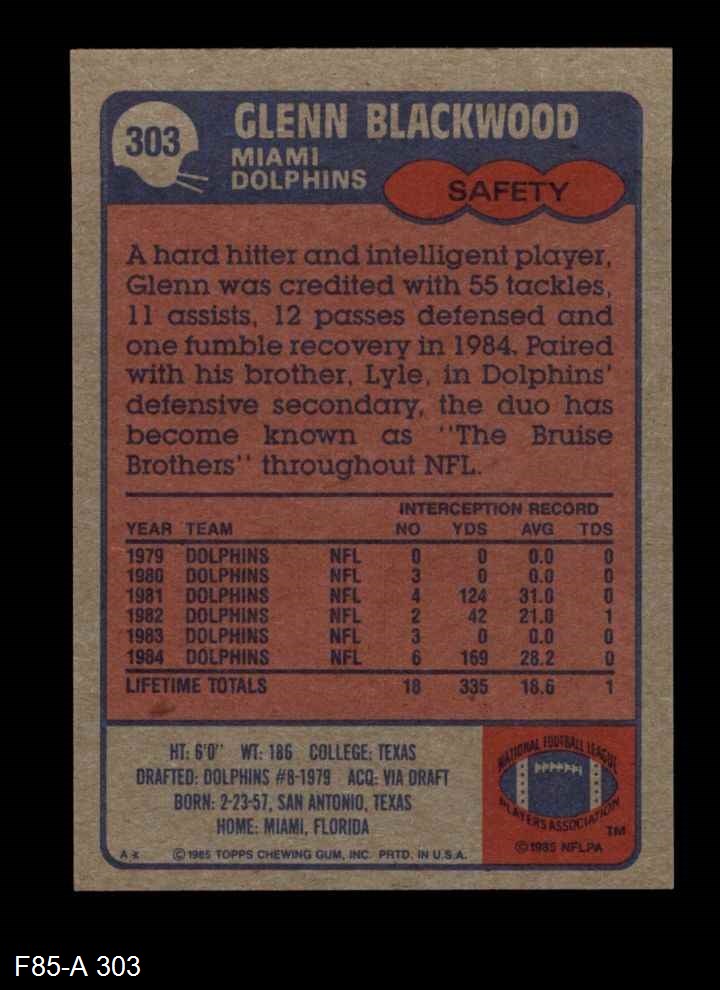 303
GLENN BLACKWOOD
MIAMI
DOLPHINS
SAFETY
A hard hitter and intelligent player,
Glenn was credited with 55 tackles,
11 assists, 12 passes defensed and
one fumble recovery in 1984. Paired
with his brother, Lyle, in Dolphins'
defensive secondary, the duo has
become known as "The Bruise
Brothers" throughout NFL.
INTERCEPTION RECORD
YEAR TEAM NO YDS AVG TDS
1979 DOLPHINS NFL 0 0 0.0 0
1980 DOLPHINS NFL 3 0 0.0 0
1981 DOLPHINS NFL 4 124 31.0 0
1982 DOLPHINS NFL 2 42 21.0 1
1983 DOLPHINS NFL 3 0 0.0 0
1984 DOLPHINS NFL 6 169 28.2 0
LIFETIME TOTALS 18 335 18.6 1
HT: 6'0" WT: 186 COLLEGE: TEXAS
DRAFTED: DOLPHINS #8-1979 ACQ: VIA DRAFT
BORN: 2-23-57, SAN ANTONIO, TEXAS
HOME: MIAMI, FLORIDA
A* © 1985 TOPPS CHEWING GUM, INC. PRTD. IN U.S.A.
NATIONAL FOOTBALL LEAGUE
PLAYERS ASSOCIATION
TM
© 1985 NFLPA
F85-A 303